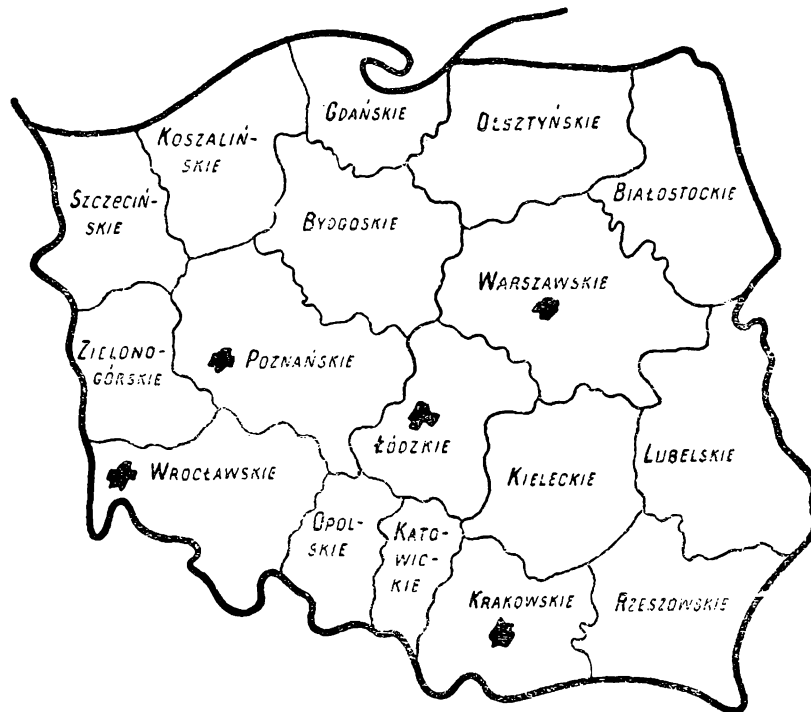 GDAŃSKIE
OLSZTYŃSKIE
KOSZALIŃ-
SKIE
SZCZECIŃ-
SKIE
BIAŁOSTOCKIE
BYDGOSKIE
WARSZAWSKIE
ZIELONO-
GÓRSKIE
POZNAŃSKIE
ŁÓDZKIE
LUBELSKIE
WROCŁAWSKIE
KIELECKIE
OPOL-
SKIE
KATO-
WIC-
KIE
KRAKOWSKIE
RZESZOWSKIE